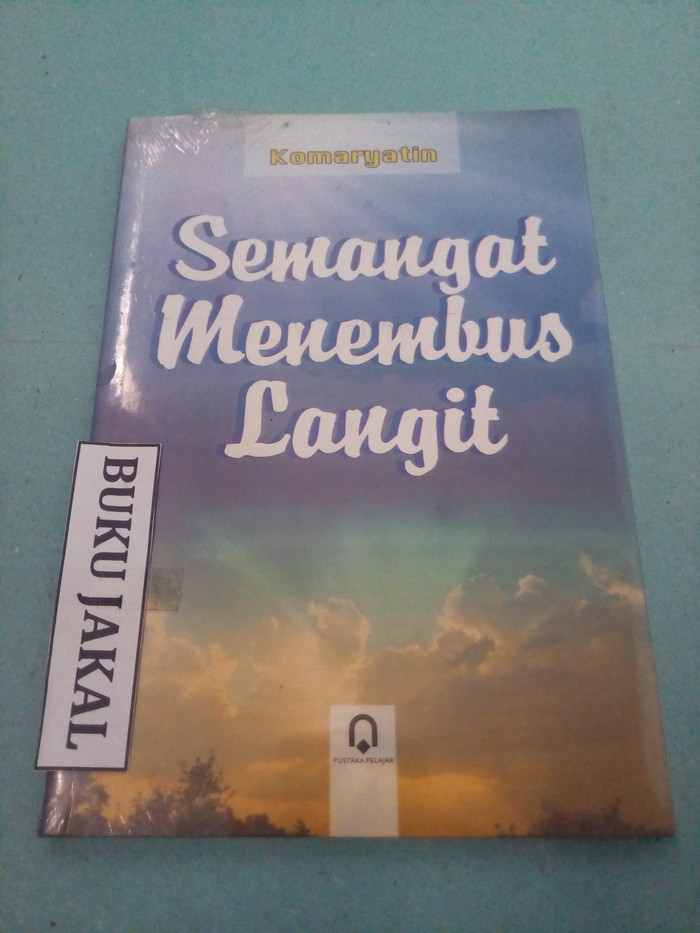 Komaryatin
Semangat
Menembus
Langit
BUKU JAKAL
PUSTAKA PELAJAR